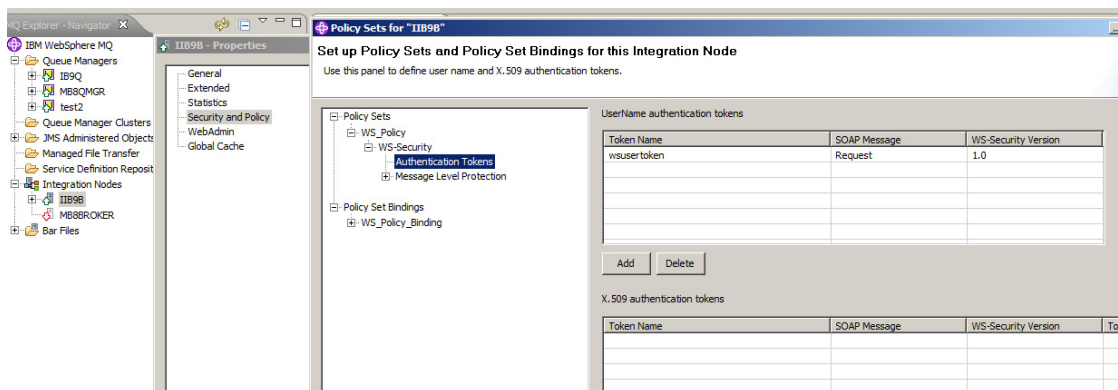 MQ Explorer - Navigator
IBM WebSphere MQ
Queue Managers
IB9Q
MB8QMGR
test2
Queue Manager Clusters
JMS Administered Objects
Managed File Transfer
Service Definition Reposit
Integration Nodes
IIB9B
MB8BROKER
Bar Files
IIB9B - Properties
General
Extended
Statistics
Security and Policy
WebAdmin
Global Cache
Policy Sets for "IIB9B"
Set up Policy Sets and Policy Set Bindings for this Integration Node
Use this panel to define user name and X.509 authentication tokens.
Policy Sets
WS_Policy
WS-Security
Authentication Tokens
Message Level Protection
Policy Set Bindings
WS_Policy_Binding
UserName authentication tokens
Token Name SOAP Message WS-Security Version
wsusertoken Request 1.0
Add Delete
X.509 authentication tokens
Token Name SOAP Message WS-Security Version To